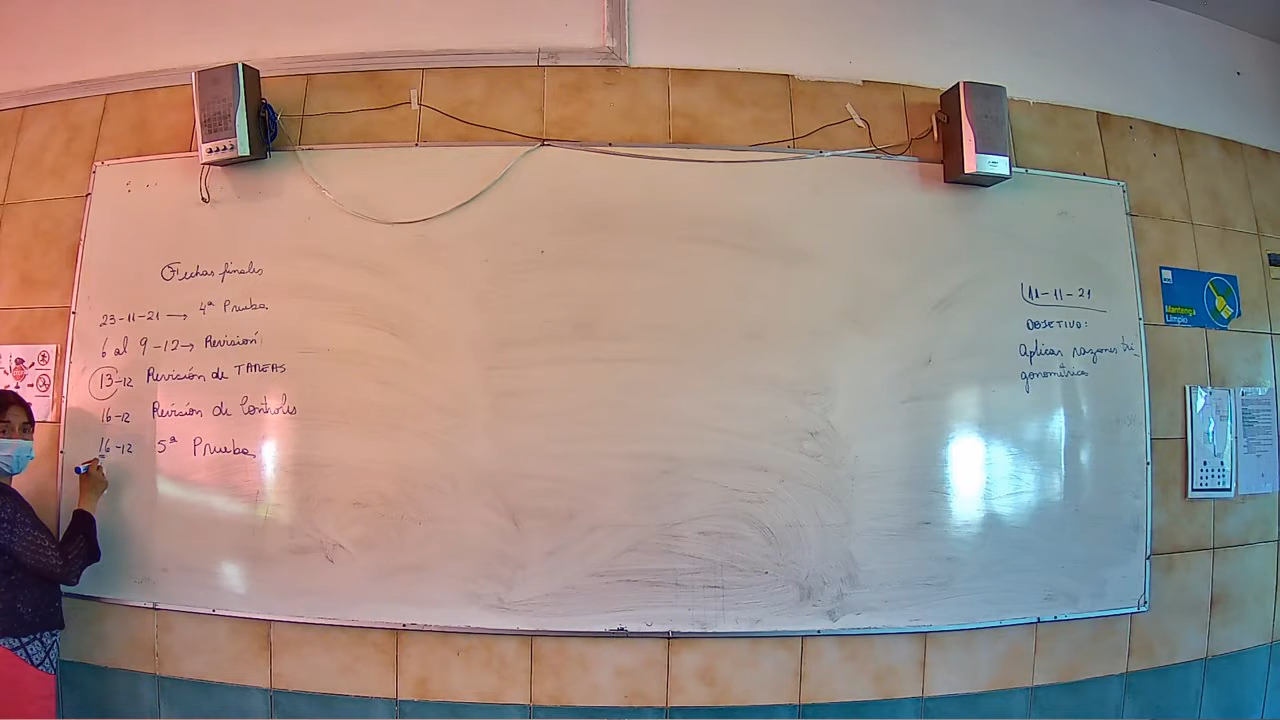 Fechas finales
23-11-21 → 4ª Prueba
6 al 9-12 → Revisión
13-12 Revisión de TAREAS
16-12 Revisión de Controles
16-12 5ª Prueba
11-11-21
OBJETIVO:
Aplicar razones tri-
gonométricas
Mantenga
Limpio